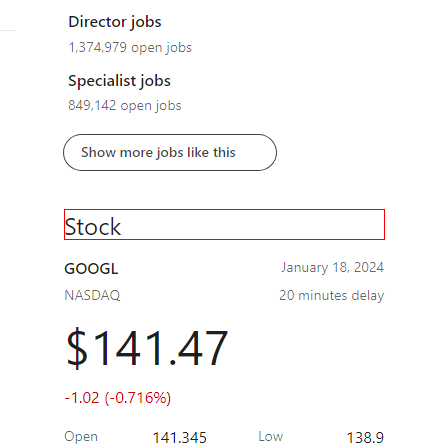 Director jobs
1,374,979 open jobs
Specialist jobs
849,142 open jobs
Show more jobs like this
Stock
GOOGL January 18, 2024
NASDAQ 20 minutes delay
$141.47
-1.02 (-0.716%)
Open 141.345 Low 138.9